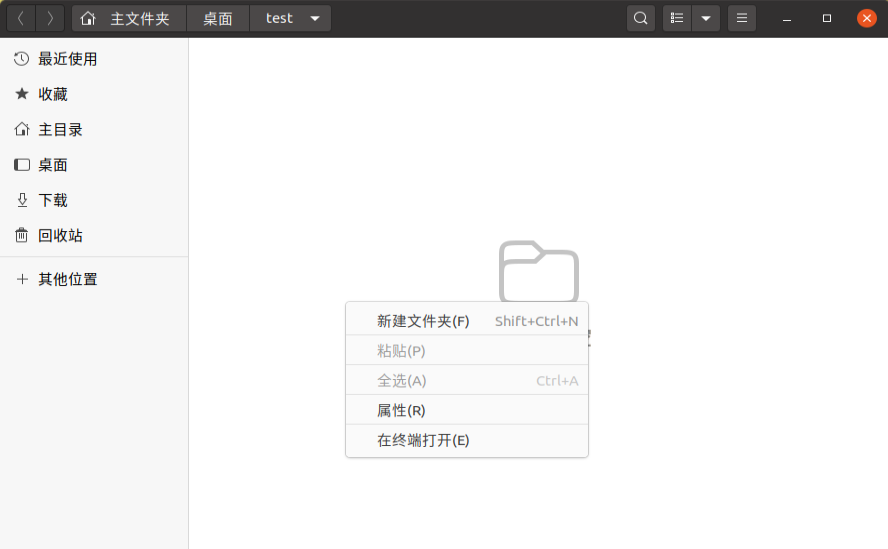 主文件夹 桌面 test
最近使用
收藏
主目录
桌面
下载
回收站
其他位置
新建文件夹(F) Shift+Ctrl+N
粘贴(P)
全选(A) Ctrl+A
属性(R)
在终端打开(E)